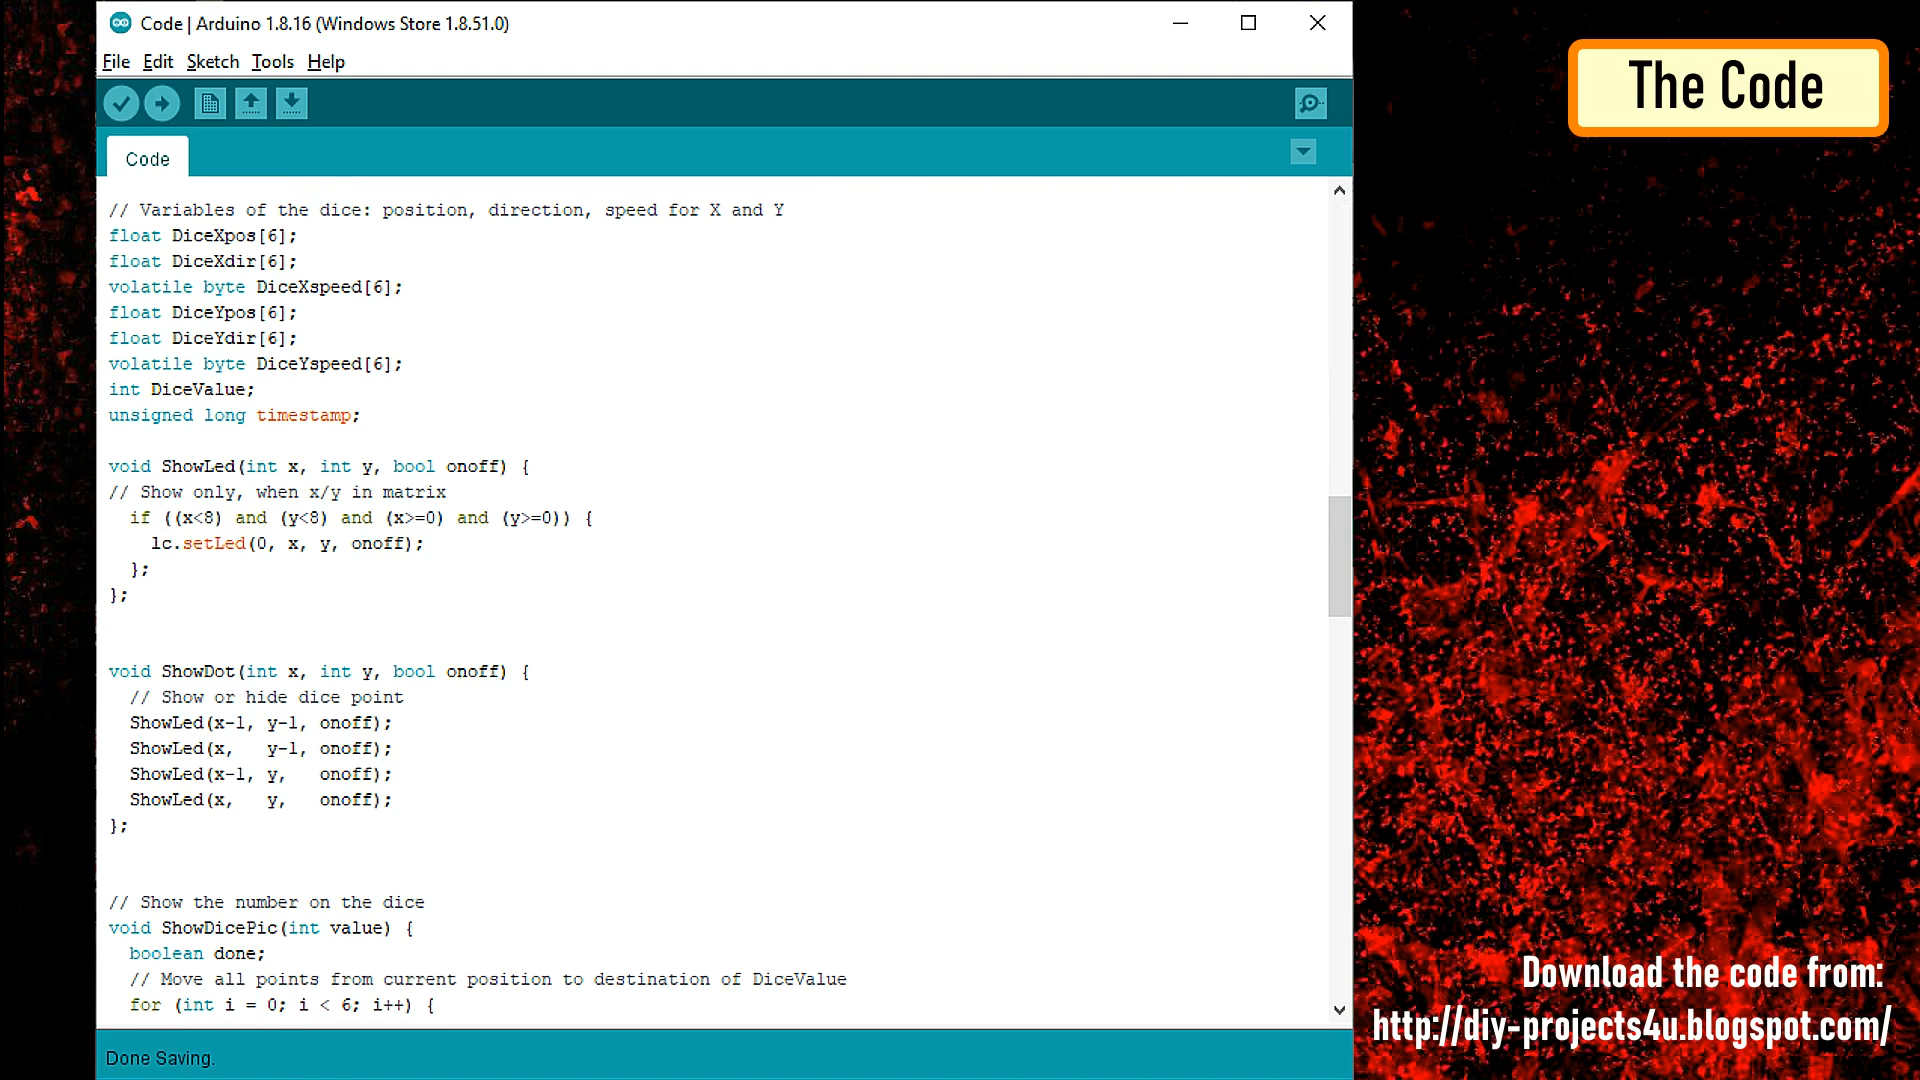 Code | Arduino 1.8.16 (Windows Store 1.8.51.0)
File Edit Sketch Tools Help
The Code
Code
// Variables of the dice: position, direction, speed for X and Y
float DiceXpos[6];
float DiceXdir[6];
volatile byte DiceXspeed[6];
float DiceYpos[6];
float DiceYdir[6];
volatile byte DiceYspeed[6];
int DiceValue;
unsigned long timestamp;
void ShowLed(int x, int y, bool onoff) {
// Show only, when x/y in matrix
  if ((x<8) and (y<8) and (x>=0) and (y>=0)) {
    lc.setLed(0, x, y, onoff);
  };
};
void ShowDot(int x, int y, bool onoff) {
  // Show or hide dice point
  ShowLed(x-1, y-1, onoff);
  ShowLed(x,   y-1, onoff);
  ShowLed(x-1, y,   onoff);
  ShowLed(x,   y,   onoff);
};
// Show the number on the dice
void ShowDicePic(int value) {
  boolean done;
  // Move all points from current position to destination of DiceValue
  for (int i = 0; i < 6; i++) {
Done Saving.
Download the code from:
http://diy-projects4u.blogspot.com/